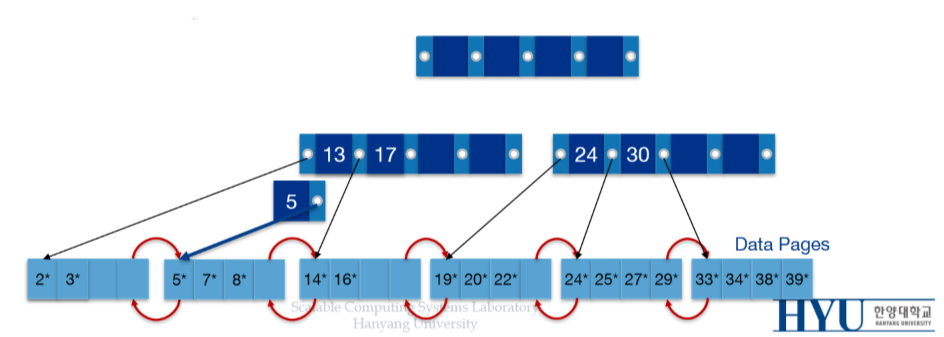 13 17
24 30
5
Data Pages
2* 3*
5* 7* 8*
14* 16*
19* 20* 22*
24* 25* 27* 29*
33* 34* 38* 39*
Scalable Computing Systems Laboratory
Hanyang University
HYU 한양대학교
HANYANG UNIVERSITY